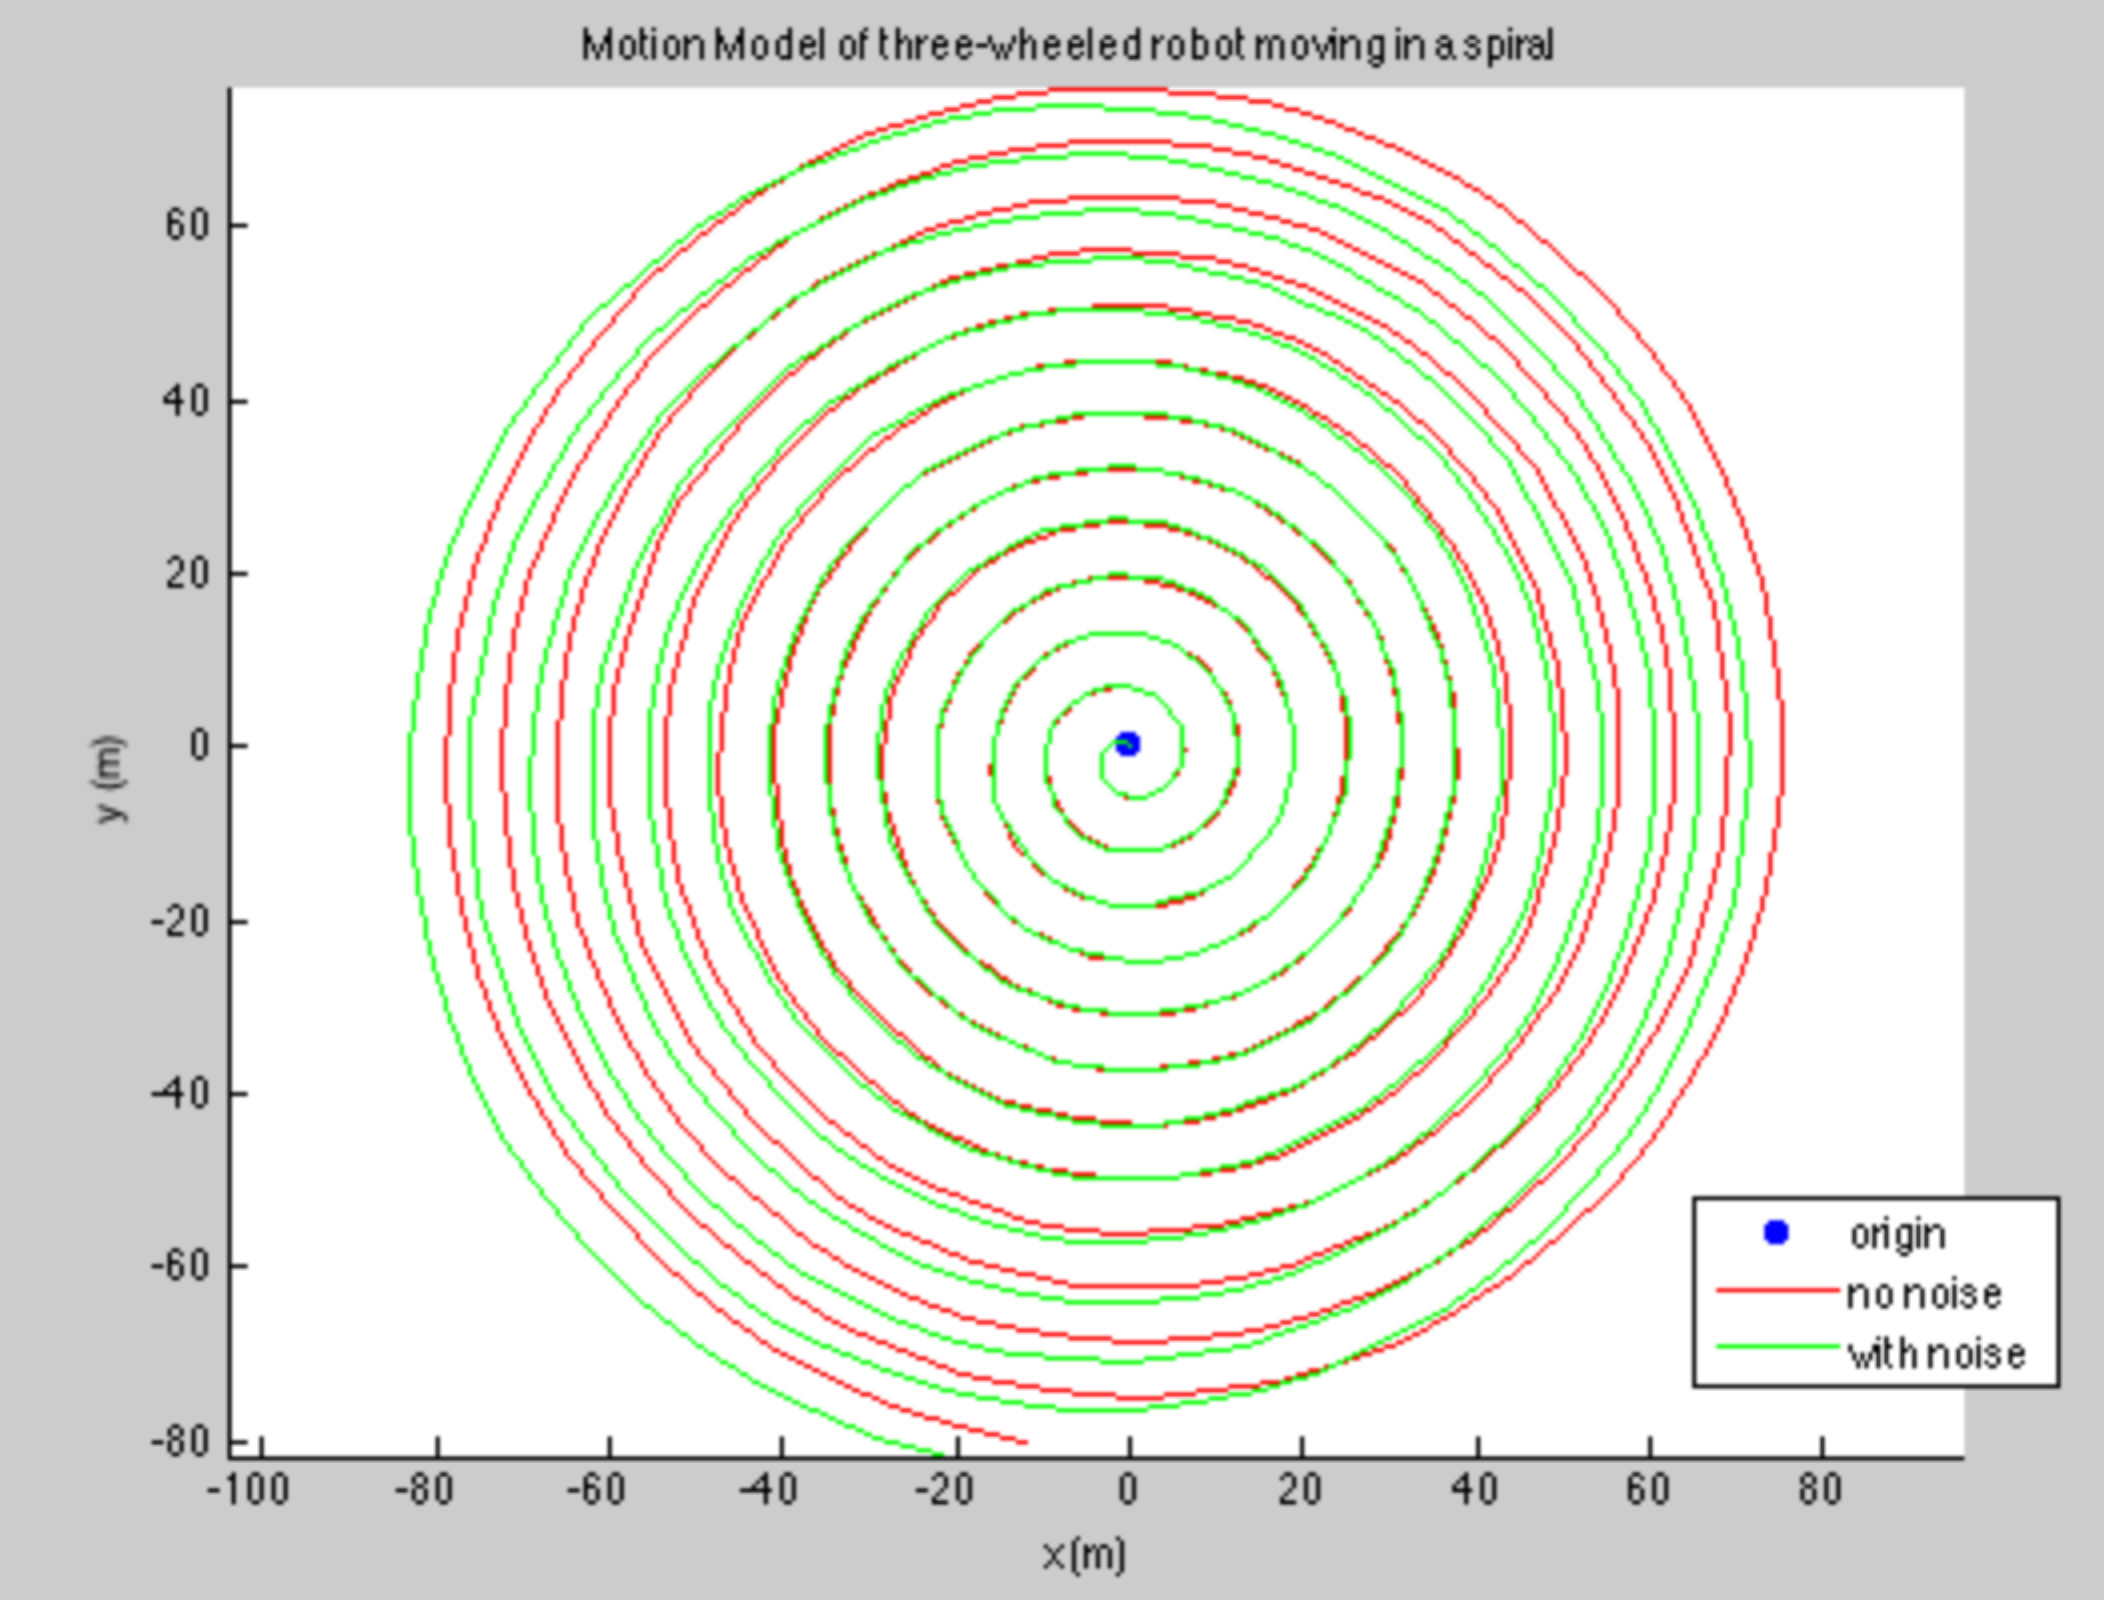 Motion Model of three-wheeled robot moving in a spiral
60
40
20
0
-20
-40
-60
-80
y (m)
-100 -80 -60 -40 -20 0 20 40 60 80
x (m)
origin
no noise
with noise